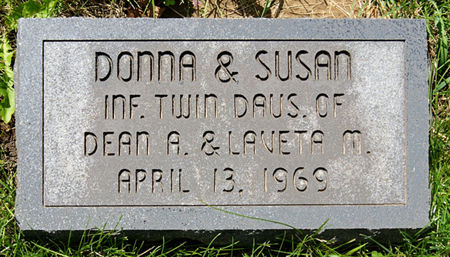 DONNA & SUSAN
INF. TWIN DAUS. OF
DEAN A. & LAVETA M.
APRIL 13, 1969